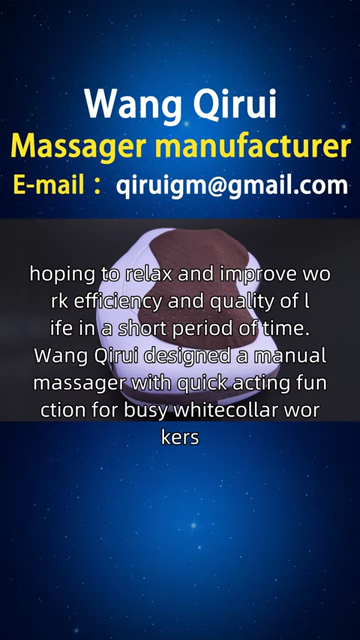 Wang Qirui
Massager manufacturer
E-mail： qiruigm@gmail.com
hoping to relax and improve wo
rk efficiency and quality of l
ife in a short period of time.
Wang Qirui designed a manual
massager with quick acting fun
ction for busy whitecollar wor
kers